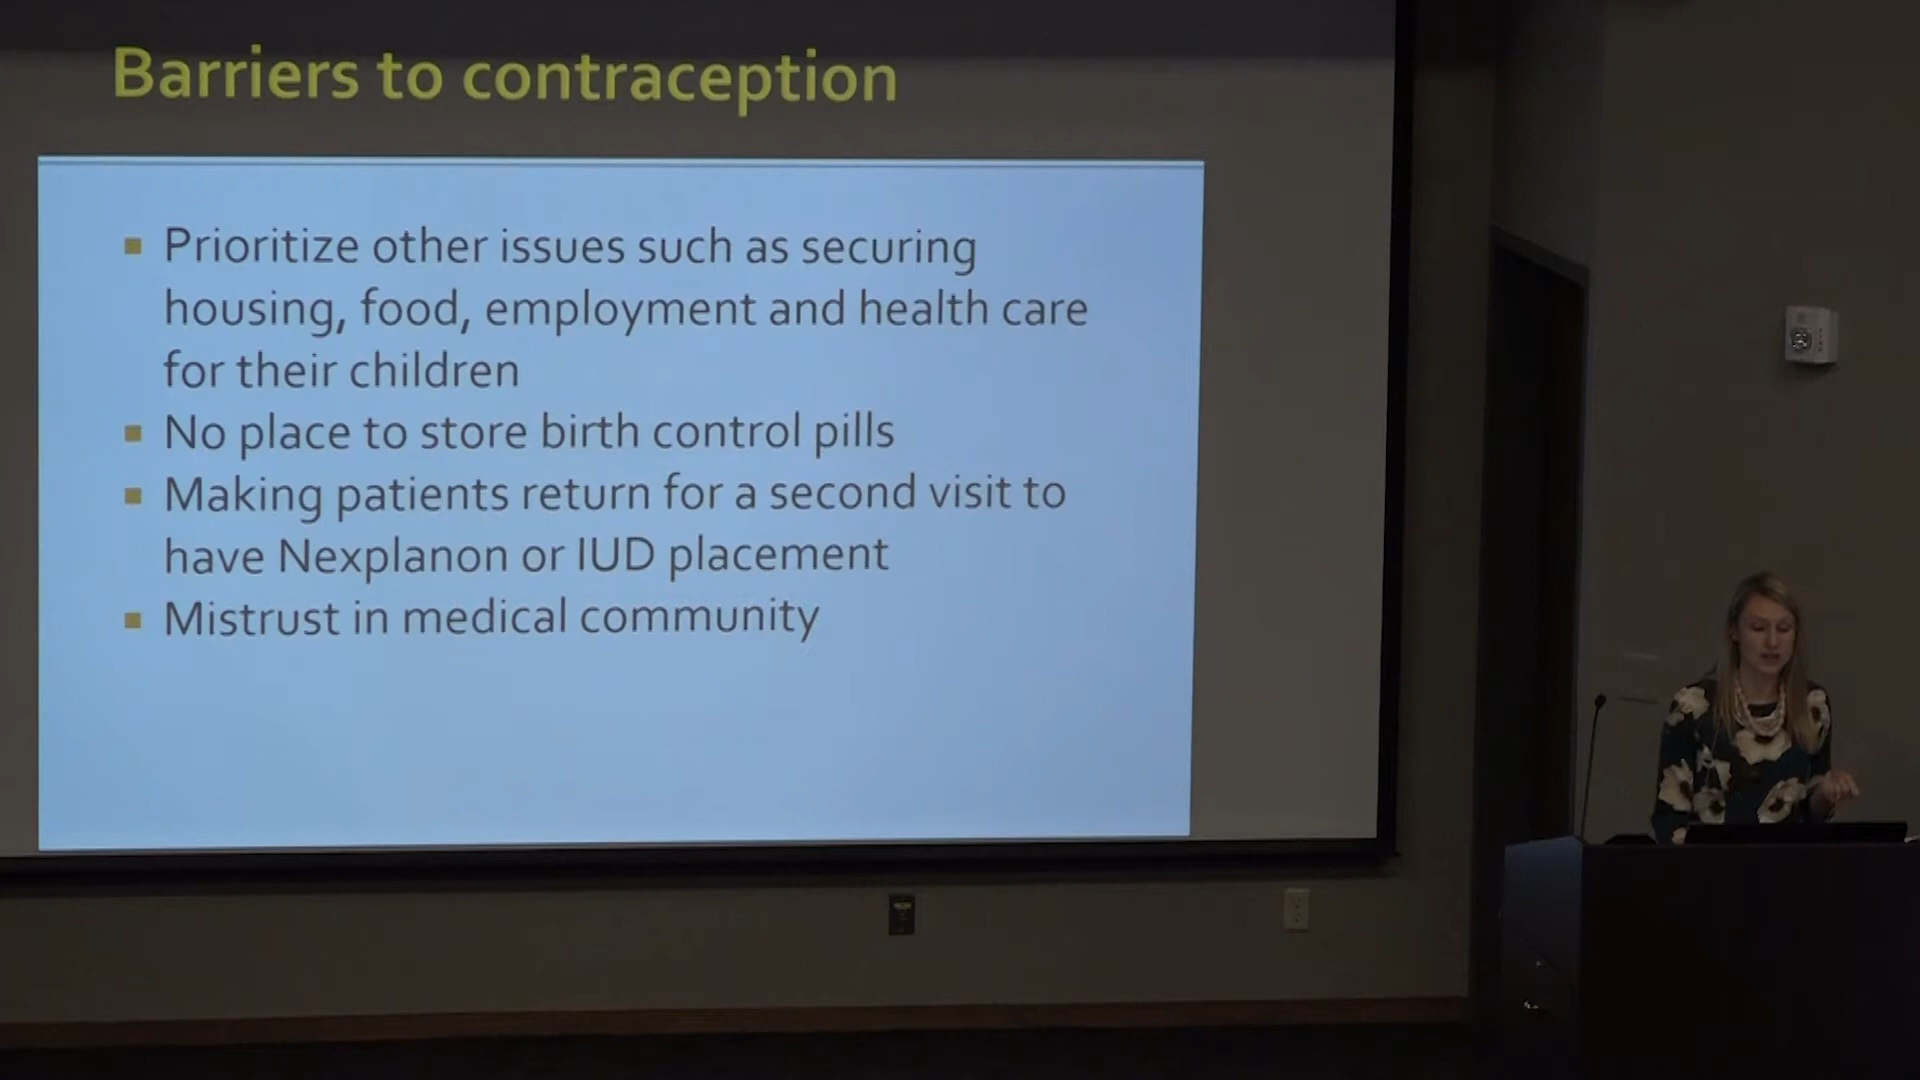 Barriers to contraception
Prioritize other issues such as securing
housing, food, employment and health care
for their children
No place to store birth control pills
Making patients return for a second visit to
have Nexplanon or IUD placement
Mistrust in medical community